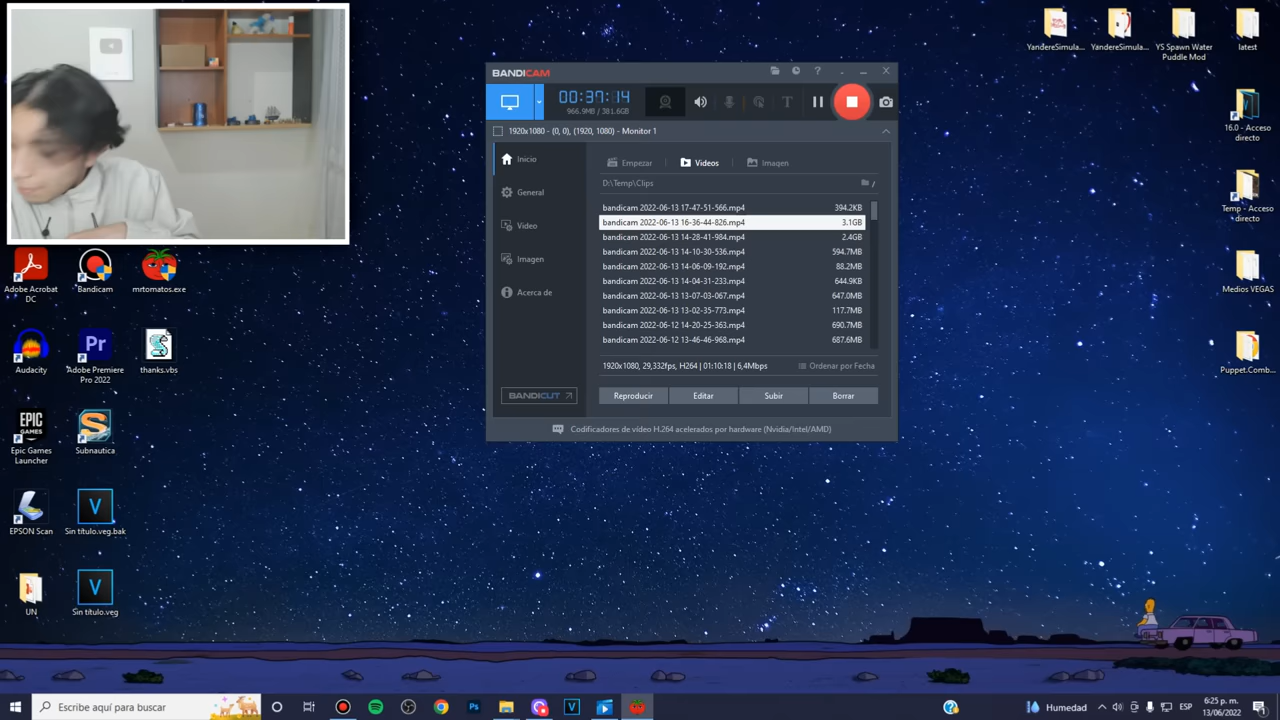 YandereSimula...
YandereSimula...
YS Spawn Water
Puddle Mod
latest
16.0 - Acceso
directo
Temp - Acceso
directo
Medios VEGAS
Puppet.Comb...
BANDICAM
?
00:37:14
966.9MB / 381.6GB
T
1920x1080 - (0, 0), (1920, 1080) - Monitor 1
Inicio
General
Video
Imagen
Acerca de
BANDICUT
Empezar
Videos
Imagen
D:\Temp\Clips
bandicam 2022-06-13 17-47-51-566.mp4 394.2KB
bandicam 2022-06-13 16-36-44-826.mp4 3.1GB
bandicam 2022-06-13 14-28-41-984.mp4 2.4GB
bandicam 2022-06-13 14-10-30-536.mp4 594.7MB
bandicam 2022-06-13 14-06-09-192.mp4 88.2MB
bandicam 2022-06-13 14-04-31-233.mp4 644.9KB
bandicam 2022-06-13 13-07-03-067.mp4 647.0MB
bandicam 2022-06-13 13-02-35-773.mp4 117.7MB
bandicam 2022-06-12 14-20-25-363.mp4 690.7MB
bandicam 2022-06-12 13-46-46-968.mp4 687.6MB
1920x1080, 29,332fps, H264 | 01:10:18 | 6,4Mbps
Ordenar por Fecha
Reproducir
Editar
Subir
Borrar
Codificadores de vídeo H.264 acelerados por hardware (Nvidia/Intel/AMD)
Adobe Acrobat
DC
Bandicam
mrtomatos.exe
Audacity
Pr
Adobe Premiere
Pro 2022
thanks.vbs
EPIC
GAMES
Epic Games
Launcher
Subnautica
EPSON Scan
V
Sin título.veg.bak
UN
V
Sin título.veg
Escribe aquí para buscar
Ps
V
Humedad
ESP
6:25 p. m.
13/06/2022
1